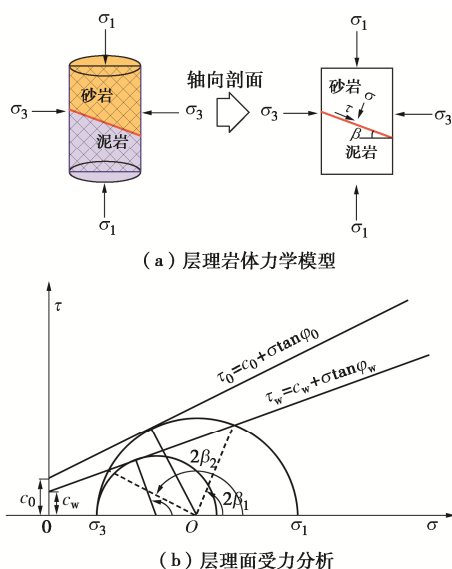 σ1
σ1
砂岩
轴向剖面
砂岩
σ3
σ3
σ3
σ3
τ
σ
泥岩
β
泥岩
σ1
σ1
(a)层理岩体力学模型
τ
τ0=c0+σtanφ0
τw=cw+σtanφw
2β2
2β1
c0
cw
0
σ3
O
σ1
σ
(b)层理面受力分析